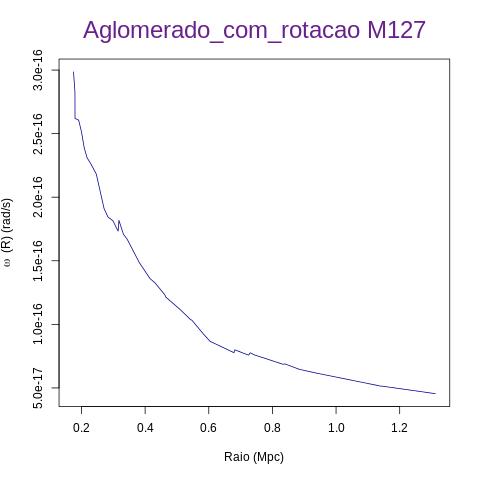 Aglomerado_com_rotacao M127
ω (R) (rad/s)
3.0e-16
2.5e-16
2.0e-16
1.5e-16
1.0e-16
5.0e-17
0.2 0.4 0.6 0.8 1.0 1.2
Raio (Mpc)